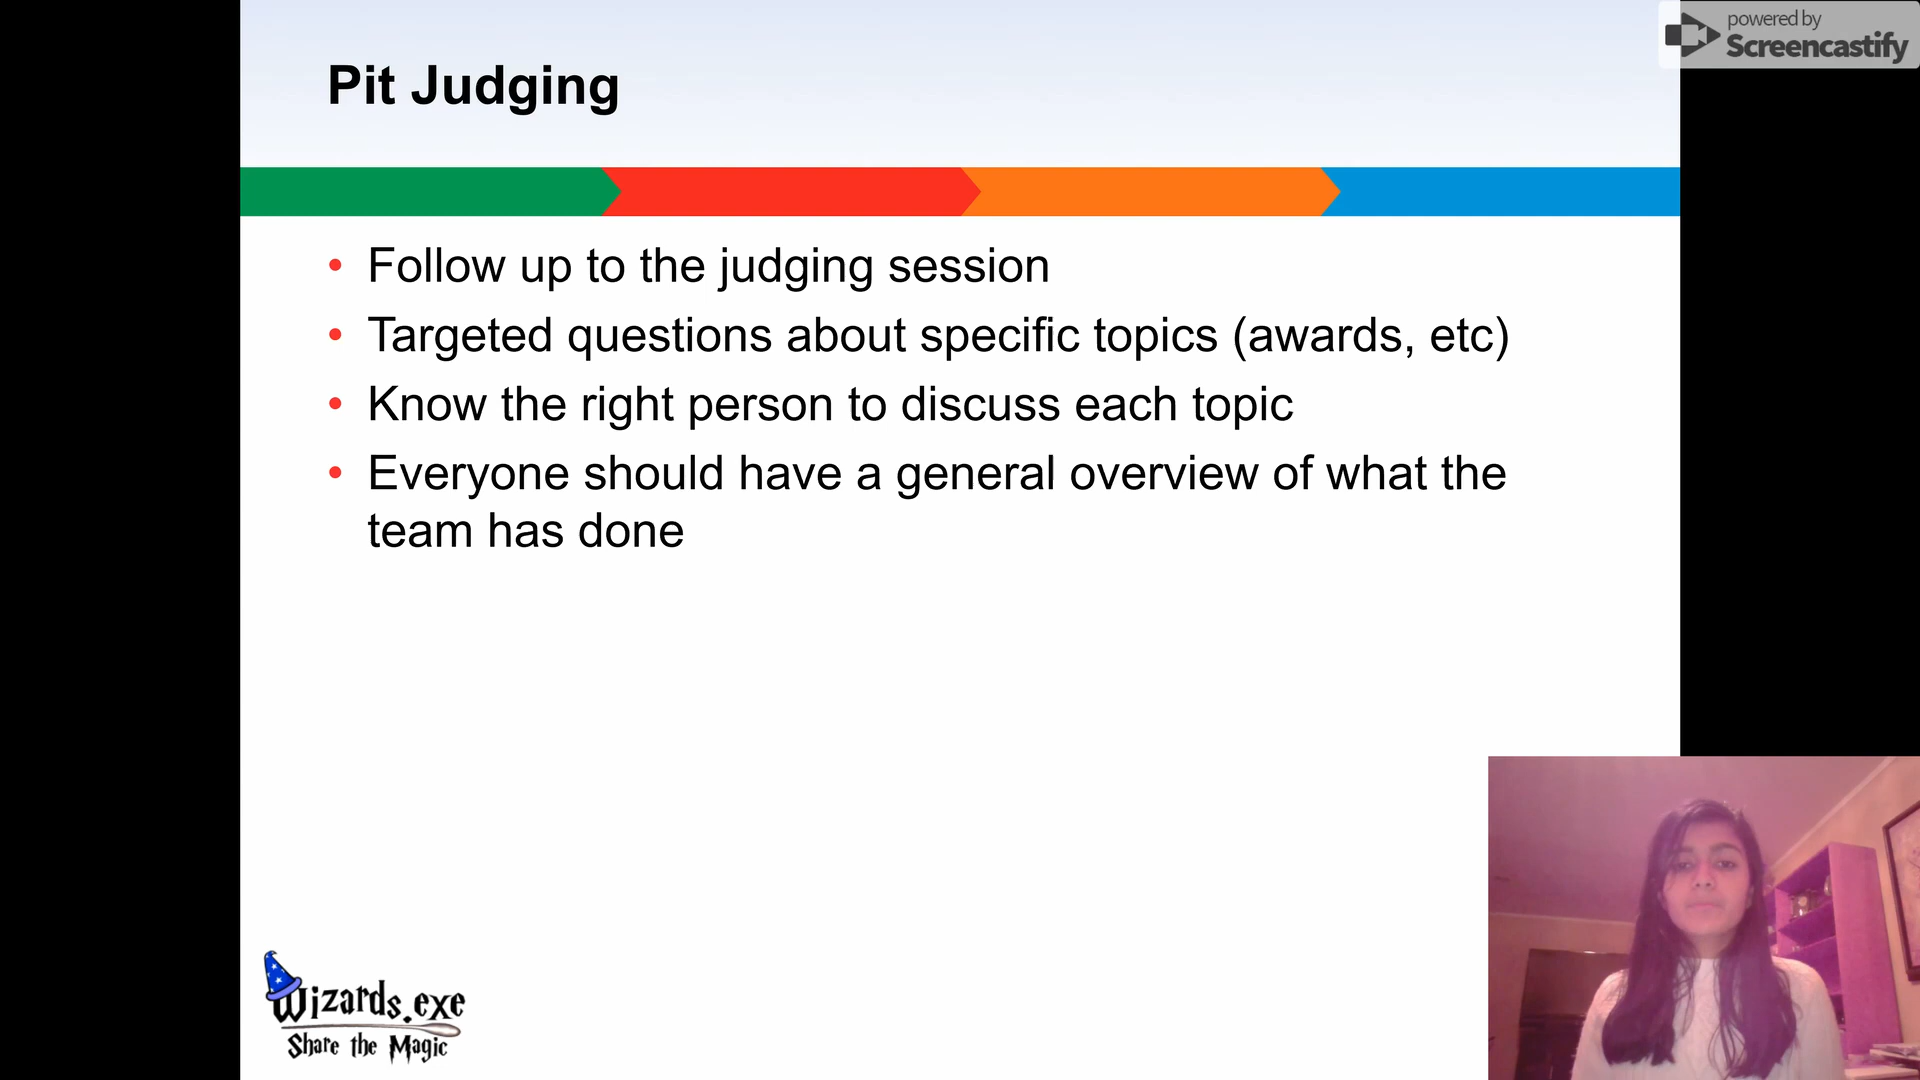 powered by
Screencastify
Pit Judging
• Follow up to the judging session
• Targeted questions about specific topics (awards, etc)
• Know the right person to discuss each topic
• Everyone should have a general overview of what the
team has done
Wizards.exe
Share the Magic